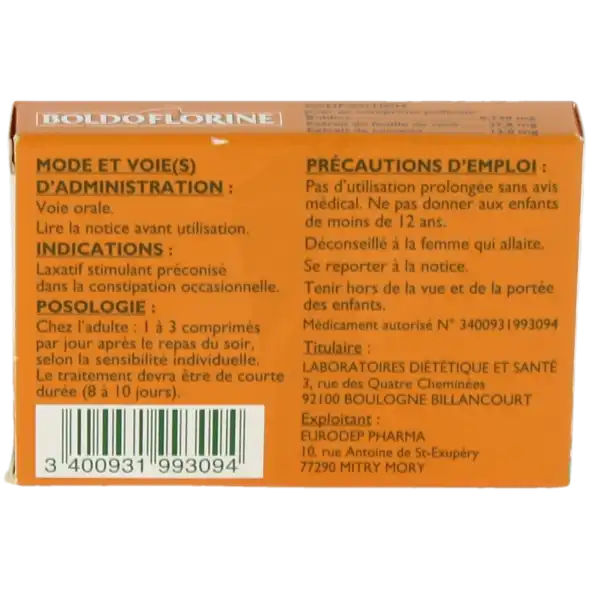 BOLDOFLORINE
MODE ET VOIE(S)
D'ADMINISTRATION :
Voie orale.
Lire la notice avant utilisation.
INDICATIONS :
Laxatif stimulant préconisé
dans la constipation occasionnelle.
POSOLOGIE :
Chez l'adulte : 1 à 3 comprimés
par jour après le repas du soir,
selon la sensibilité individuelle.
Le traitement devra être de courte
durée (8 à 10 jours).
3 400931 993094
PRÉCAUTIONS D'EMPLOI :
Pas d'utilisation prolongée sans avis
médical. Ne pas donner aux enfants
de moins de 12 ans.
Déconseillé à la femme qui allaite.
Se reporter à la notice.
Tenir hors de la vue et de la portée
des enfants.
Médicament autorisé N° 3400931993094
Titulaire :
LABORATOIRES DIÉTÉTIQUE ET SANTÉ
3, rue des Quatre Cheminées
92100 BOULOGNE BILLANCOURT
Exploitant :
EURODEP PHARMA
10, rue Antoine de St-Exupéry
77290 MITRY MORY